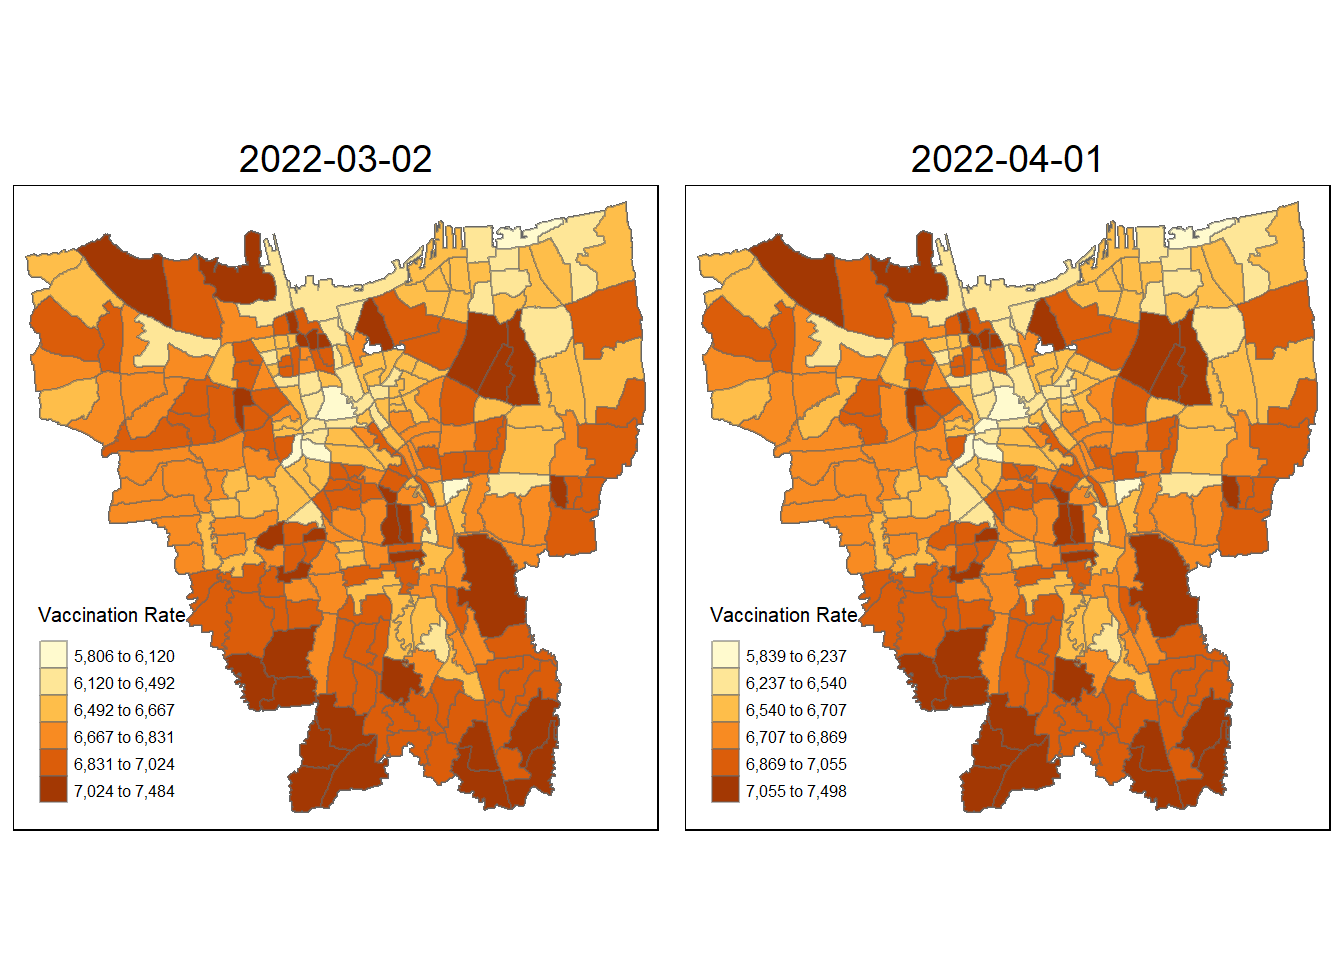 2022-03-02
Vaccination Rate
5,806 to 6,120
6,120 to 6,492
6,492 to 6,667
6,667 to 6,831
6,831 to 7,024
7,024 to 7,484
2022-04-01
Vaccination Rate
5,839 to 6,237
6,237 to 6,540
6,540 to 6,707
6,707 to 6,869
6,869 to 7,055
7,055 to 7,498